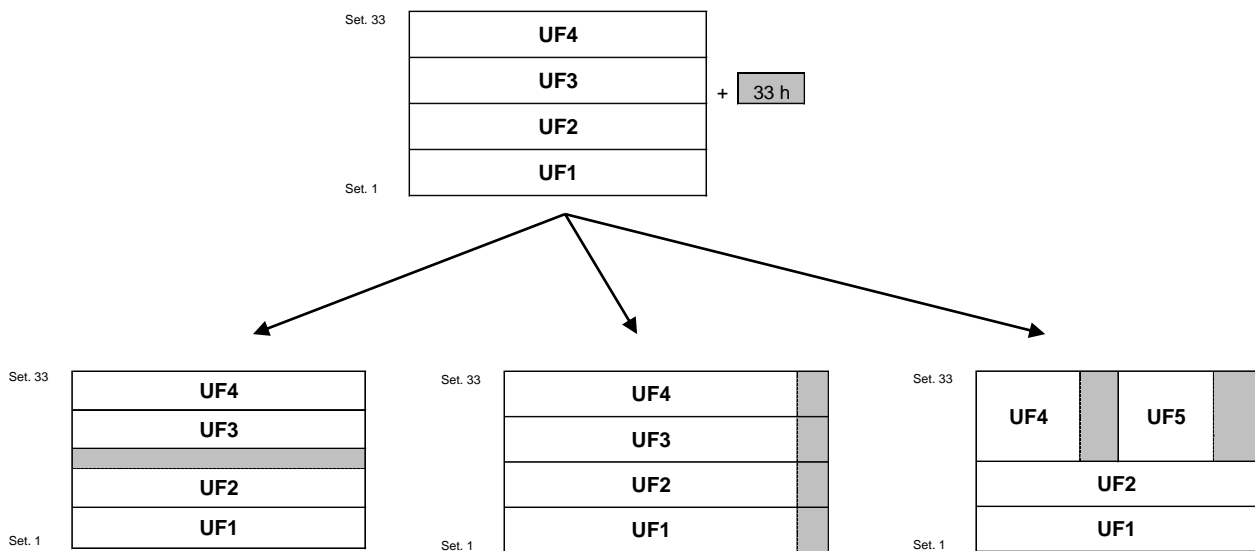 Set. 33
UF4
UF3
+ 33 h
UF2
UF1
Set. 1
Set. 33
UF4
UF3
UF2
UF1
Set. 1
Set. 33
UF4
UF3
UF2
UF1
Set. 1
Set. 33
UF4 UF5
UF2
UF1
Set. 1